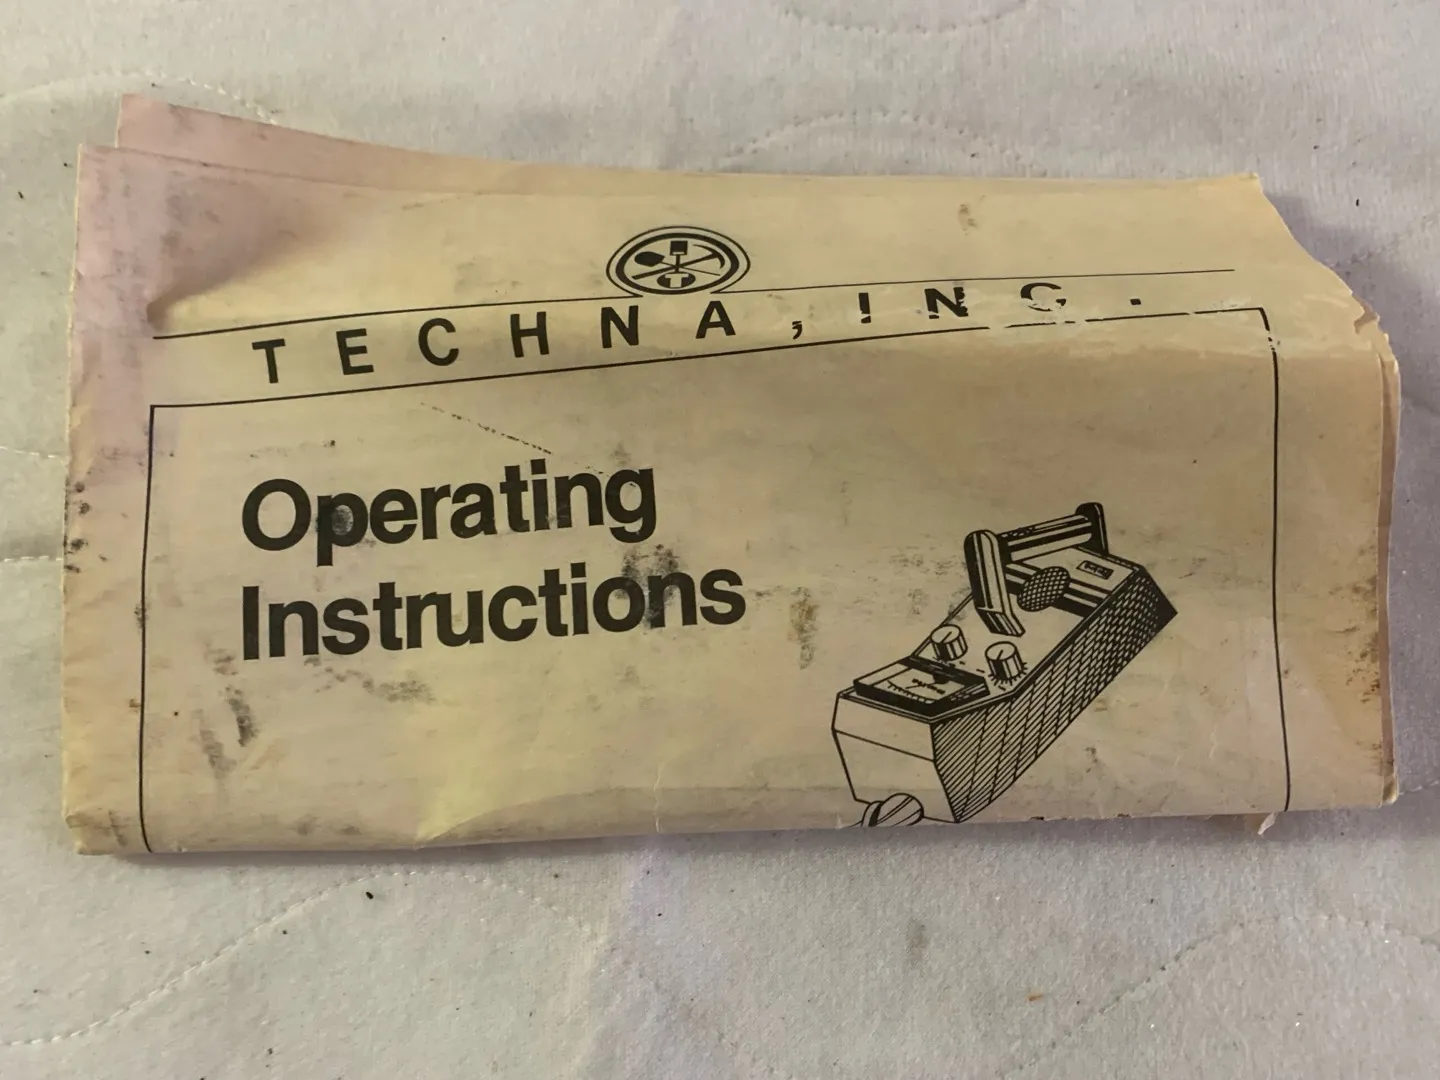 T
TECHNA, INC.
Operating
Instructions